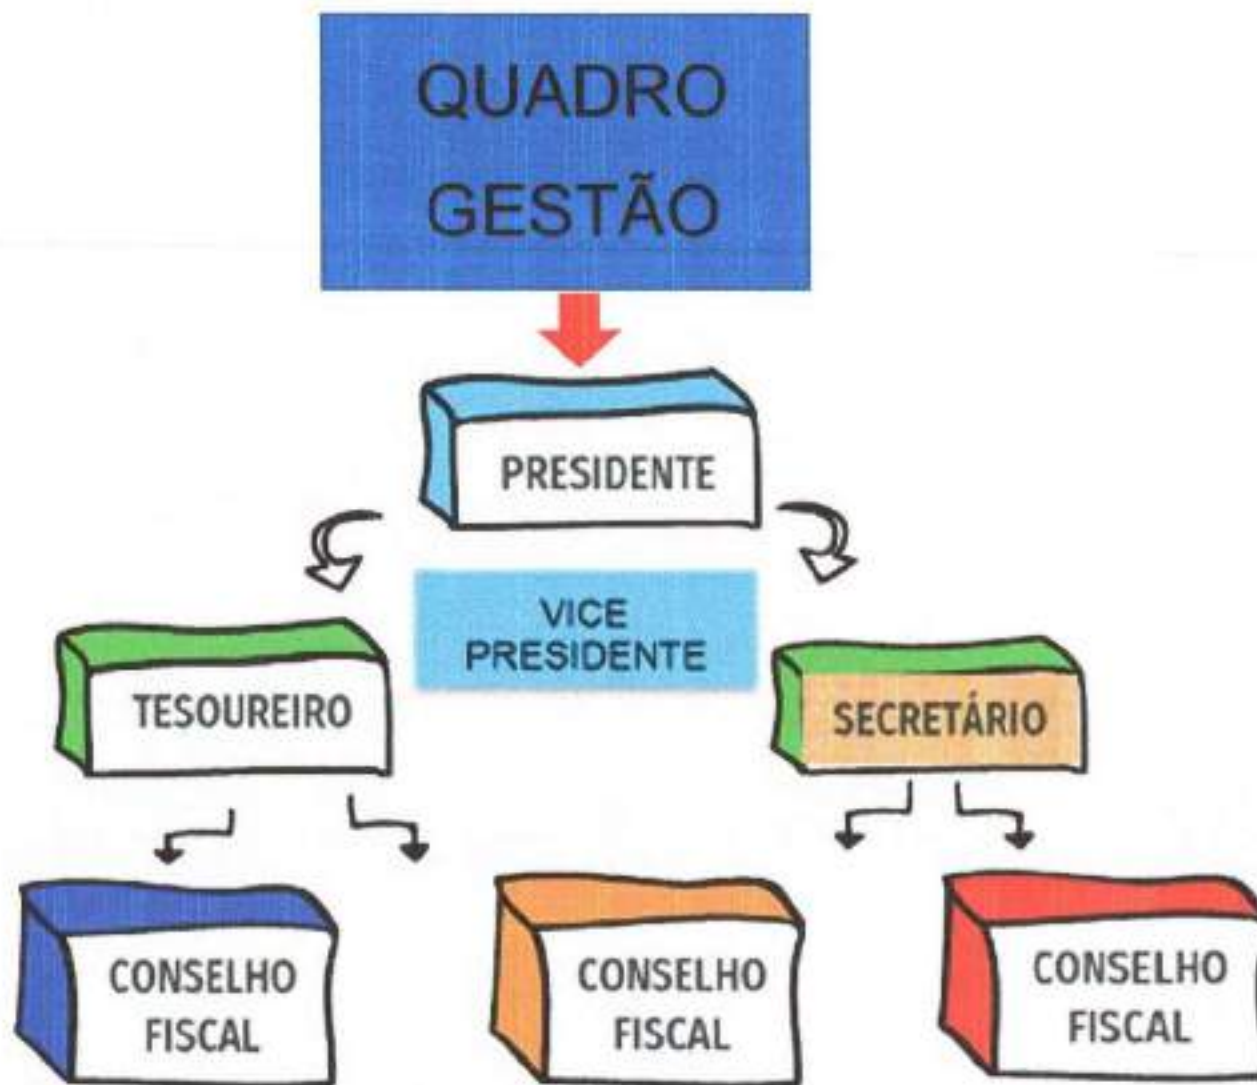 QUADRO
GESTÃO
PRESIDENTE
VICE
PRESIDENTE
TESOUREIRO
SECRETÁRIO
CONSELHO
FISCAL
CONSELHO
FISCAL
CONSELHO
FISCAL